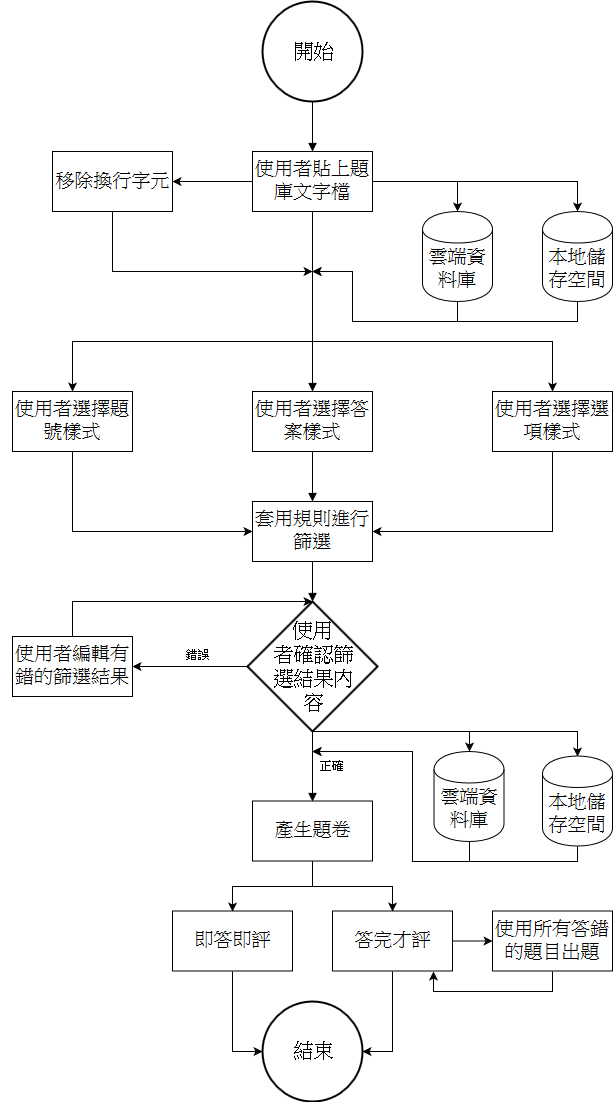 開始
移除換行字元
使用者貼上題
庫文字檔
雲端資
料庫
本地儲
存空間
使用者選擇題
號樣式
使用者選擇答
案樣式
使用者選擇選
項樣式
套用規則進行
篩選
使用
者確認篩
選結果內
容
錯誤
使用者編輯有
錯的篩選結果
正確
雲端資
料庫
本地儲
存空間
產生題卷
即答即評
答完才評
使用所有答錯
的題目出題
結束